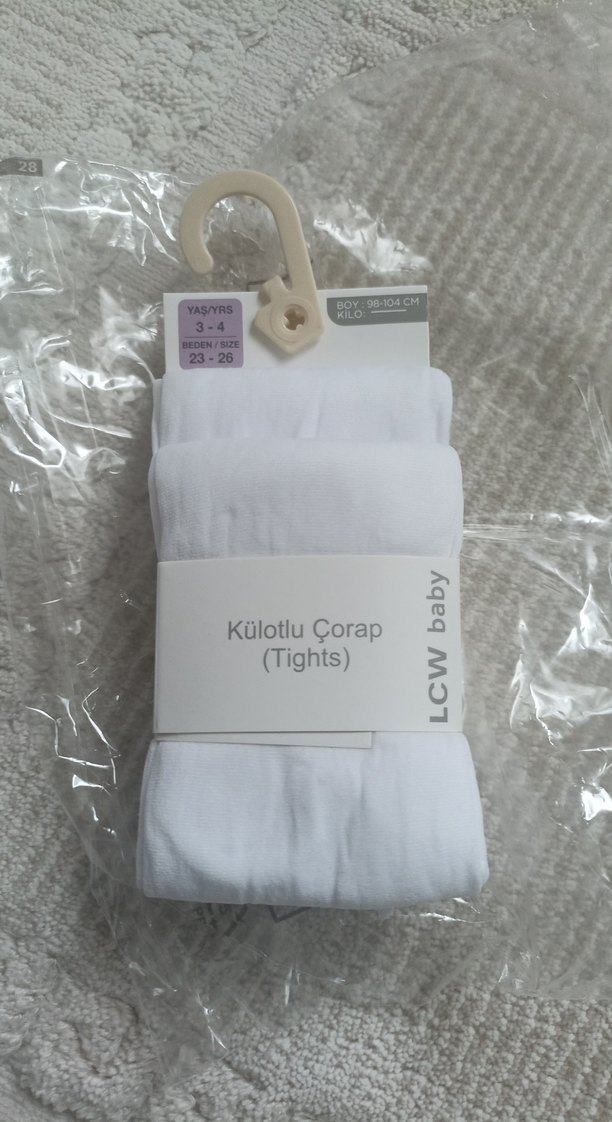 28
YAŞ/YRS
3 - 4
BEDEN / SIZE
23 - 26
BOY : 98-104 CM
KİLO:
Külotlu Çorap
(Tights)
LCW baby